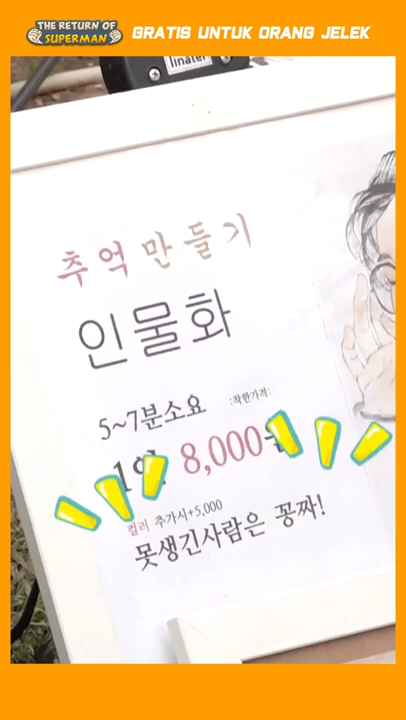 THE RETURN OF
SUPERMAN
GRATIS UNTUK ORANG JELEK
추억 만들기
인물화
5~7분소요 :착한가격:
1인 8,000원
컬러 추가시+5,000
못생긴사람은 꽁짜!